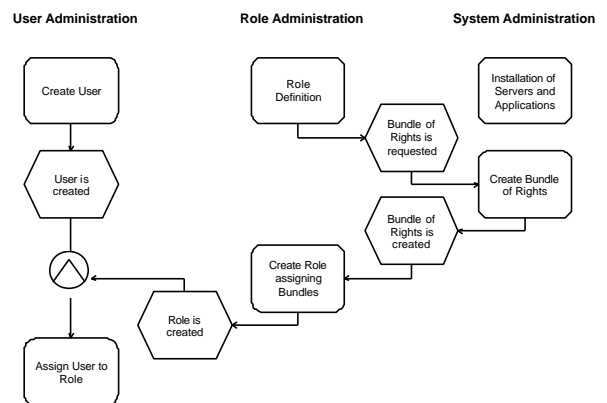 User Administration
Role Administration
System Administration
Create User
Role
Definition
Installation of
Servers and
Applications
Bundle of
Rights is
requested
User is
created
Create Bundle
of Rights
Bundle of
Rights is
created
Create Role
assigning
Bundles
Role is
created
Assign User to
Role